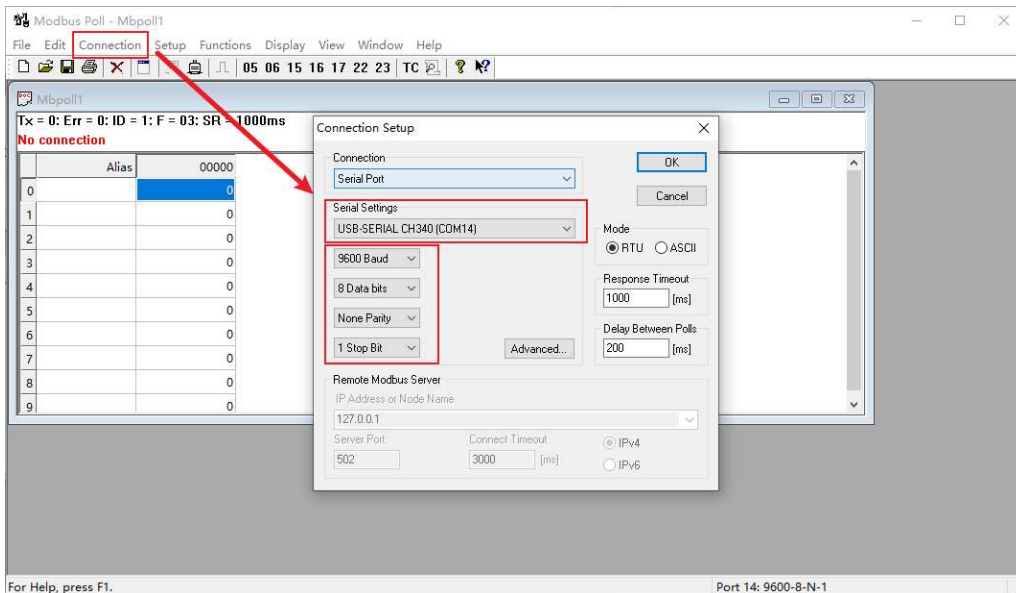 Modbus Poll - Mbpoll1
File Edit Connection Setup Functions Display View Window Help
05 06 15 16 17 22 23 TC
Mbpoll1
Tx = 0: Err = 0: ID = 1: F = 03: SR = 1000ms
No connection
Alias 00000
0 0
1 0
2 0
3 0
4 0
5 0
6 0
7 0
8 0
9 0
Connection Setup
Connection
Serial Port
OK
Cancel
Serial Settings
USB-SERIAL CH340 (COM14)
9600 Baud
8 Data bits
None Parity
1 Stop Bit
Advanced...
Mode
RTU ASCII
Response Timeout
1000 [ms]
Delay Between Polls
200 [ms]
Remote Modbus Server
IP Address or Node Name
127.0.0.1
Server Port Connect Timeout
502 3000 [ms]
IPv4
IPv6
For Help, press F1.
Port 14: 9600-8-N-1